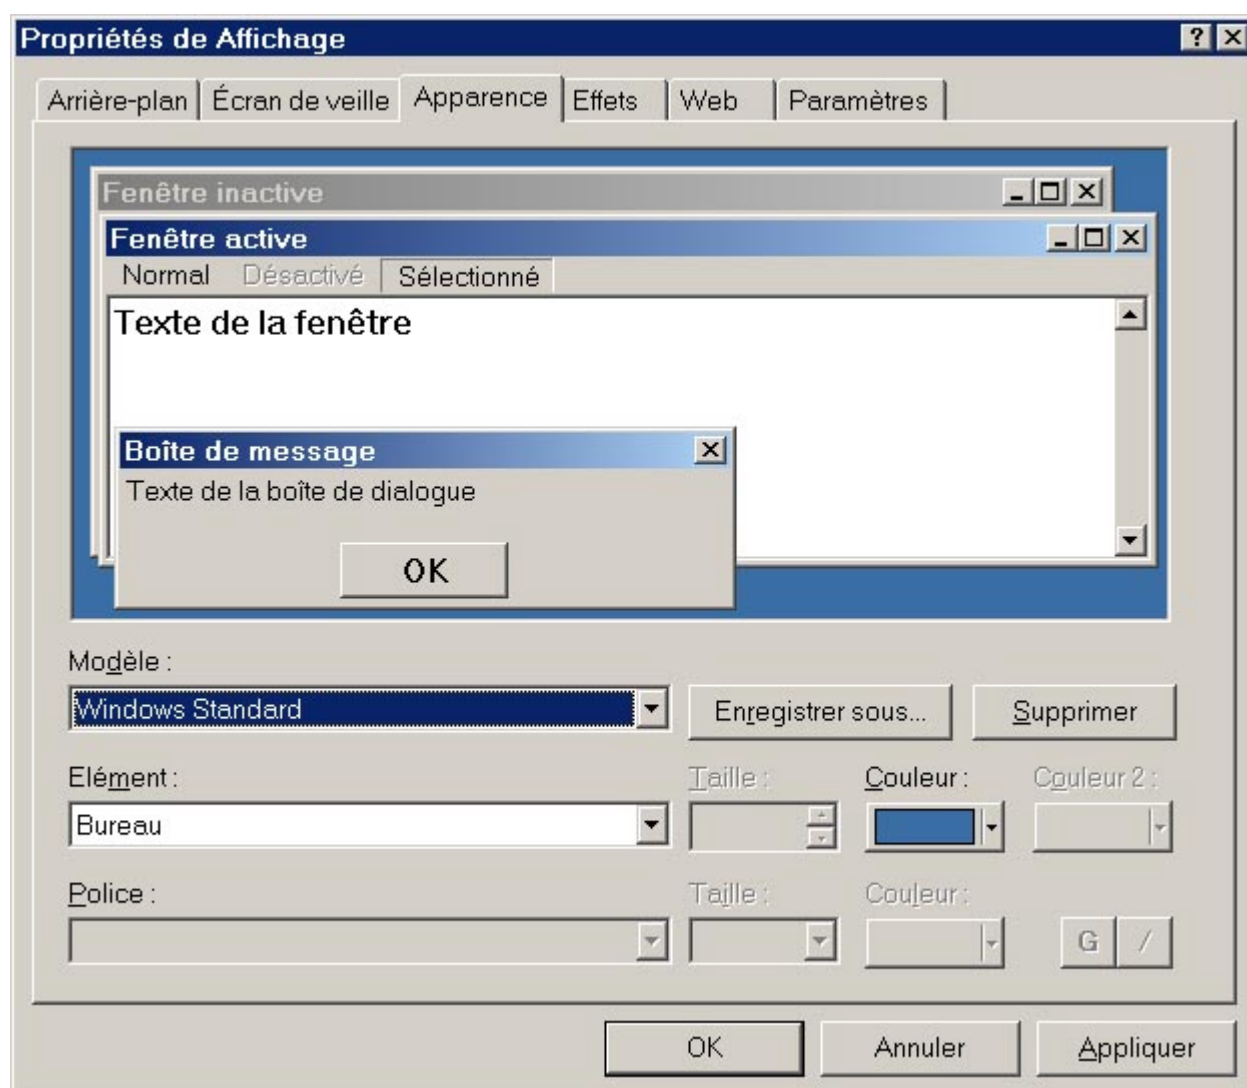 Propriétés de Affichage
Arrière-plan Écran de veille Apparence Effets Web Paramètres
Fenêtre inactive
Fenêtre active
Normal Désactivé Sélectionné
Texte de la fenêtre
Boîte de message
Texte de la boîte de dialogue
OK
Modèle :
Windows Standard Enregistrer sous... Supprimer
Elément : Taille : Couleur : Couleur 2 :
Bureau
Police : Taille : Couleur :
G /
OK Annuler Appliquer